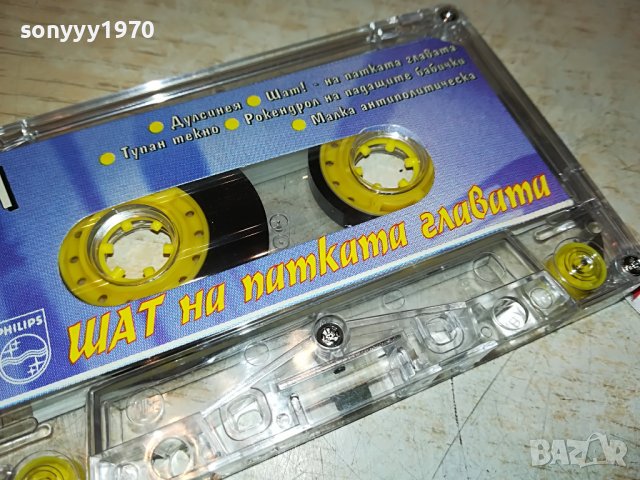 sonyyy1970
• Дулсинея • Шат! - на патката главата
• Тупан текно • Рокендрол на падащите бабички
• Малка антиполитическа
PHILIPS
ШАТ на патката главата
BAZAR